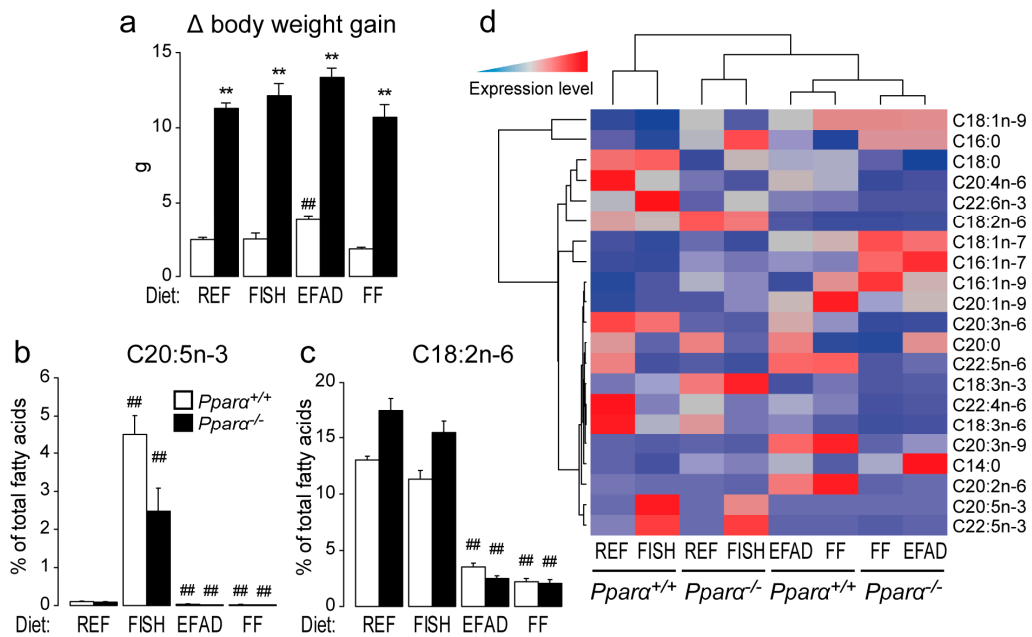 a
Δ body weight gain
15
10
5
0
g
** ** ** **
##
Diet: REF FISH EFAD FF
b
C20:5n-3
% of total fatty acids
6
5
4
3
2
1
0
Pparα+/+
Pparα-/-
## ## ## ## ## ##
Diet: REF FISH EFAD FF
c
C18:2n-6
% of total fatty acids
20
15
10
5
0
## ## ## ##
Diet: REF FISH EFAD FF
d
Expression level
C18:1n-9
C16:0
C18:0
C20:4n-6
C22:6n-3
C18:2n-6
C18:1n-7
C16:1n-7
C16:1n-9
C20:1n-9
C20:3n-6
C20:0
C22:5n-6
C18:3n-3
C22:4n-6
C18:3n-6
C20:3n-9
C14:0
C20:2n-6
C20:5n-3
C22:5n-3
REF FISH REF FISH EFAD FF FF EFAD
Pparα+/+ Pparα-/- Pparα+/+ Pparα-/-